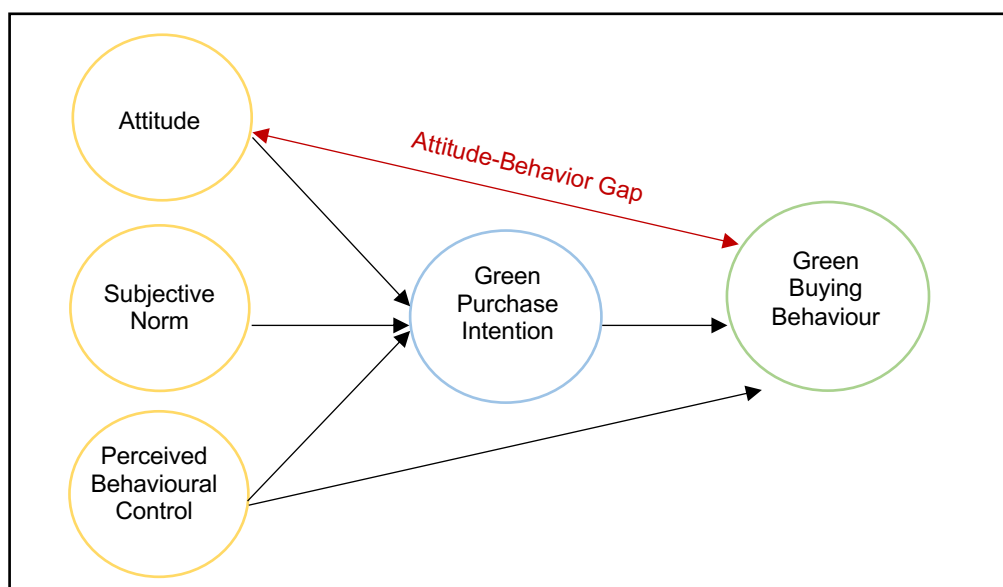 Attitude
Attitude-Behavior Gap
Subjective
Norm
Green
Purchase
Intention
Green
Buying
Behaviour
Perceived
Behavioural
Control